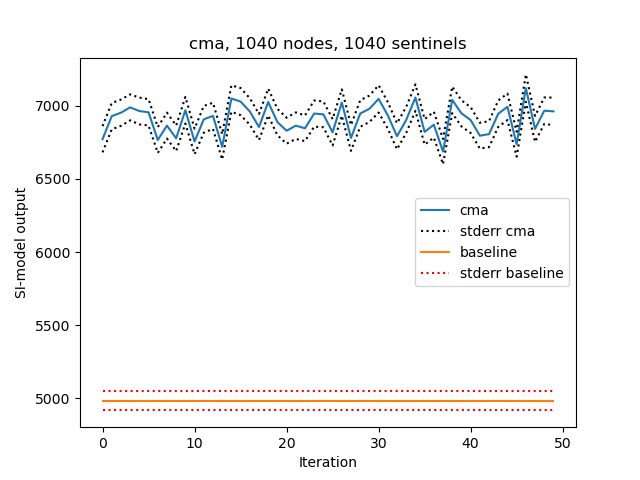 cma, 1040 nodes, 1040 sentinels
SI-model output
7000
6500
6000
5500
5000
cma
stderr cma
baseline
stderr baseline
0 10 20 30 40 50
Iteration